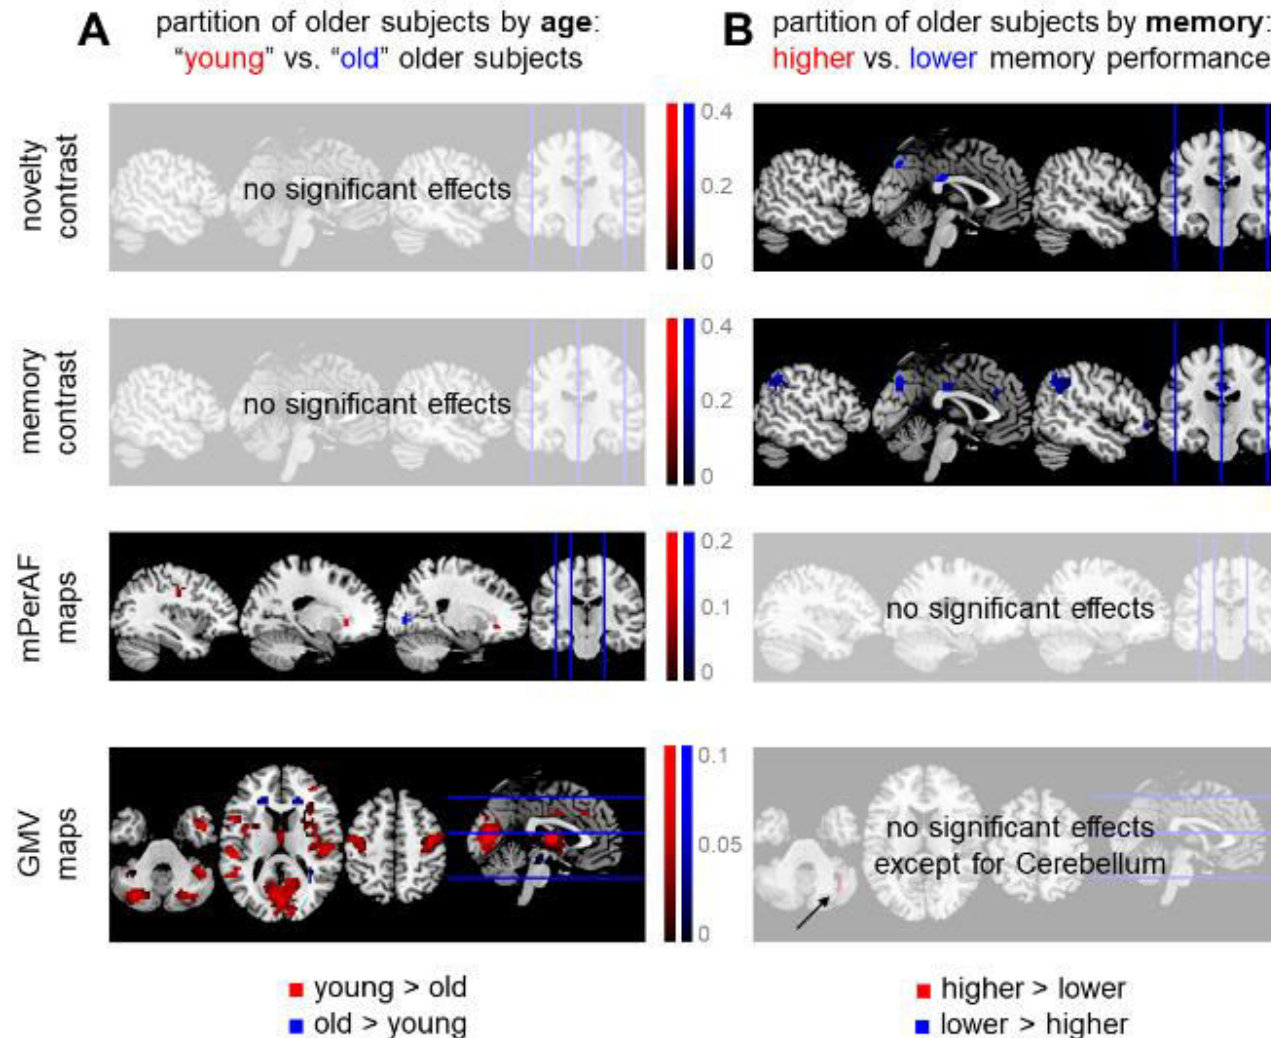 A
partition of older subjects by age:
“young” vs. “old” older subjects
B
partition of older subjects by memory:
higher vs. lower memory performance
novelty
contrast
no significant effects
0.4
0.2
0
memory
contrast
no significant effects
0.4
0.2
0
mPerAF
maps
0.2
0.1
0
no significant effects
GMV
maps
0.1
0.05
0
no significant effects
except for Cerebellum
young > old
old > young
higher > lower
lower > higher